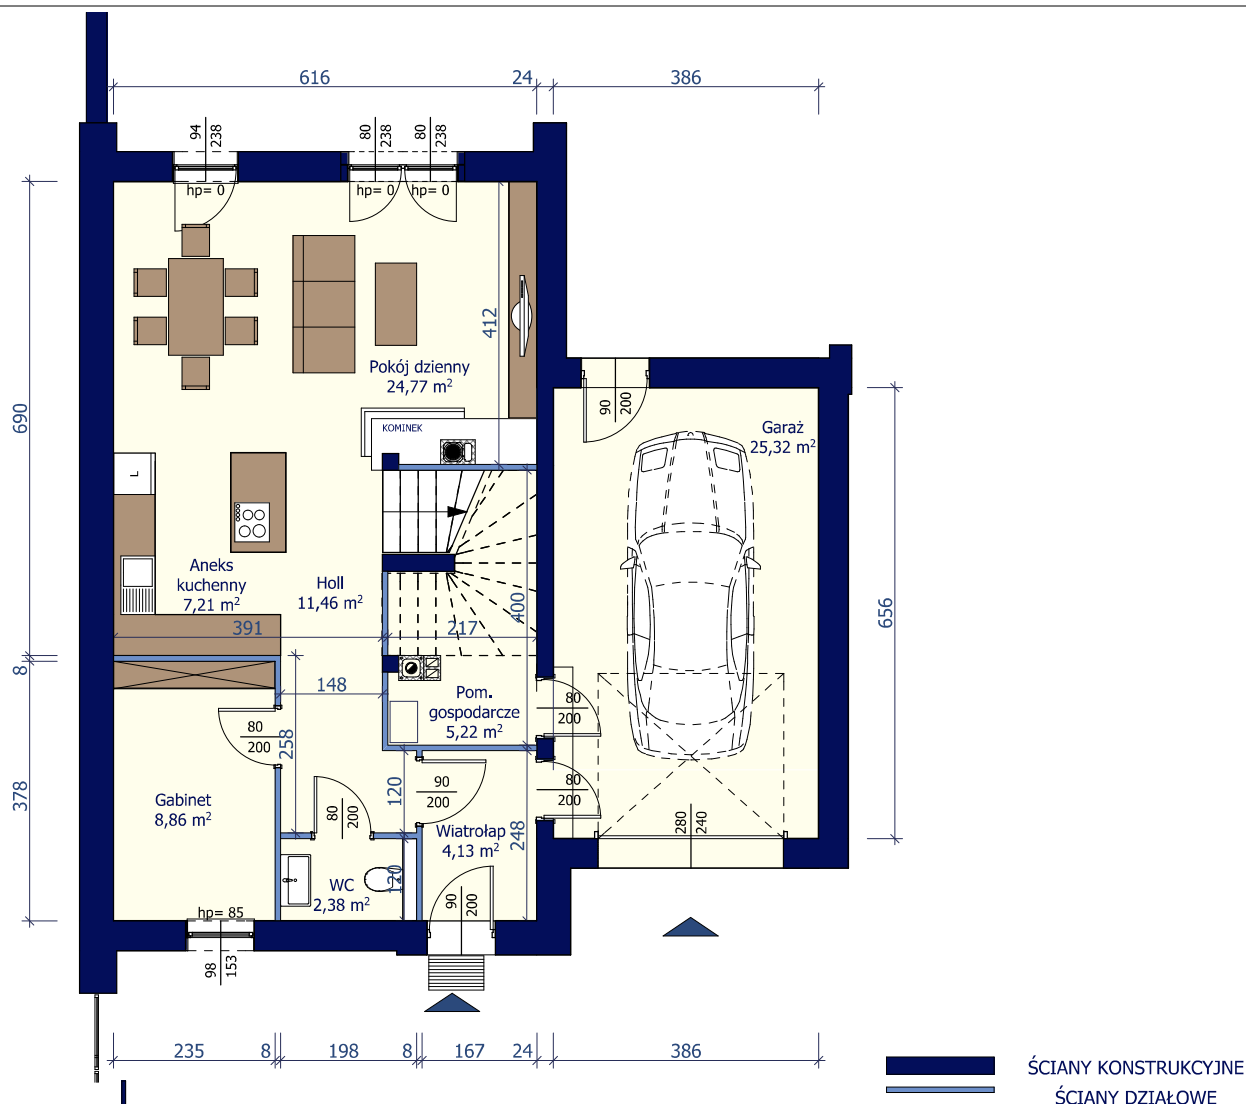 616
24
386
94
238
80
238
80
238
hp= 0
hp= 0
hp= 0
412
Pokój dzienny
24,77 m²
KOMINEK
90
200
Garaż
25,32 m²
690
L
Aneks
kuchenny
7,21 m²
Holl
11,46 m²
400
391
217
656
8
148
Pom.
gospodarcze
5,22 m²
80
200
80
200
258
378
Gabinet
8,86 m²
120
90
200
80
200
80
200
Wiatrołap
4,13 m²
248
280
240
WC
2,38 m²
120
90
200
hp= 85
98
153
235
8
198
8
167
24
386
ŚCIANY KONSTRUKCYJNE
ŚCIANY DZIAŁOWE